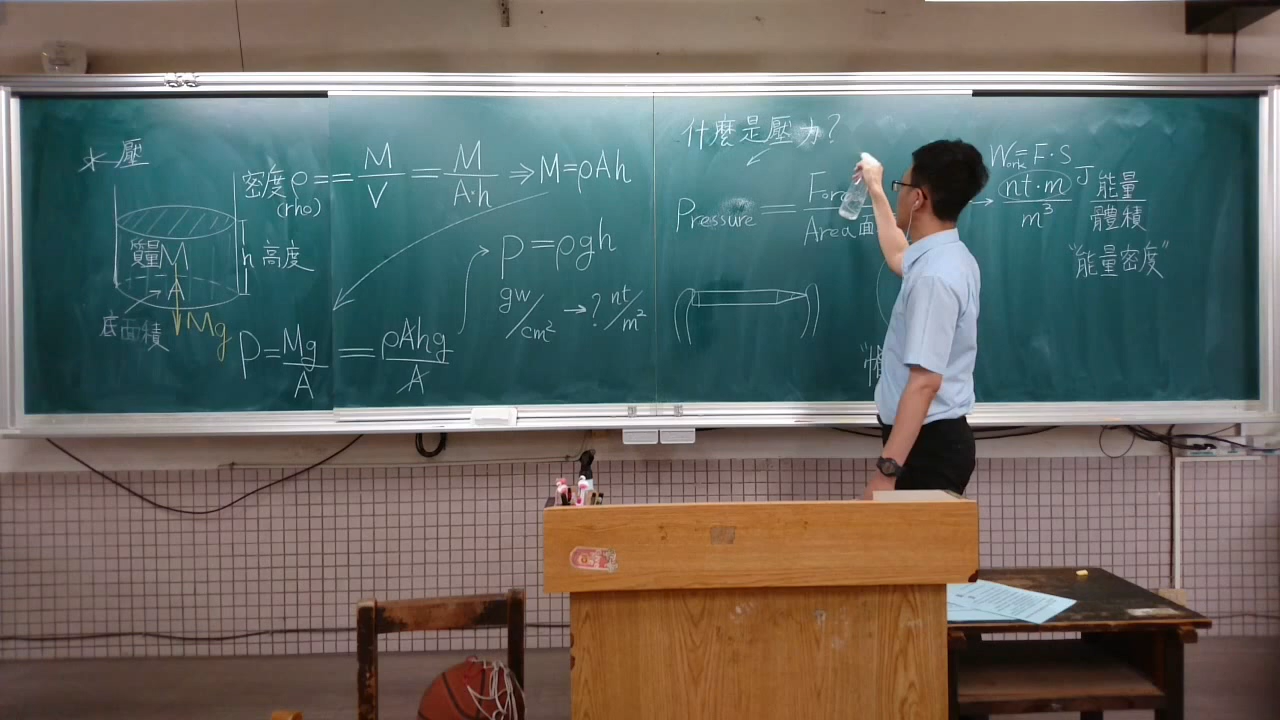 水壓
密度ρ = = M/V = M/A·h ⇒ M=ρAh
(rho)
質量M
h 高度
A
底面積
Mg
P = Mg/A = ρAhg/A
P = ρgh
gw/cm² → ? nt/m²
什麼是壓力?
Pressure =
Area 面
W = F·S
Work
nt·m/m³
J 能量/體積
"能量密度"